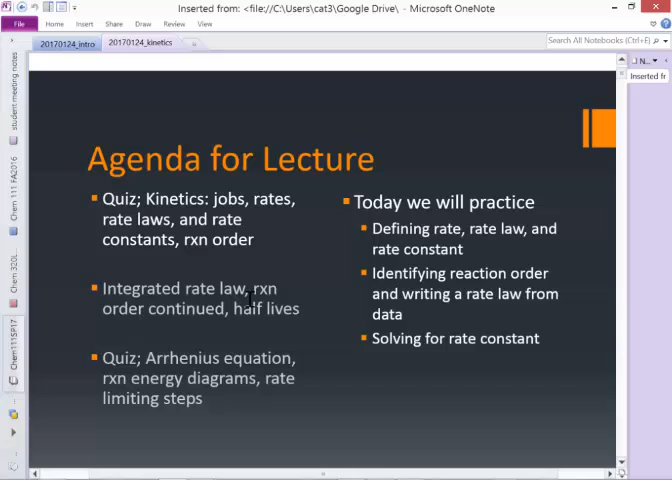 Inserted from: <file://C:\Users\cat3\Google Drive\ - Microsoft OneNote
File
Home
Insert
Share
Draw
Review
View
20170124_intro
20170124_kinetics
Search All Notebooks (Ctrl+E)
N...
Inserted fr
student meeting notes
Chem 111 FA2016
Chem 320L
Chem111SP17
Agenda for Lecture
Quiz; Kinetics: jobs, rates,
rate laws, and rate
constants, rxn order
Integrated rate law, rxn
order continued, half lives
Quiz; Arrhenius equation,
rxn energy diagrams, rate
limiting steps
Today we will practice
Defining rate, rate law, and
rate constant
Identifying reaction order
and writing a rate law from
data
Solving for rate constant